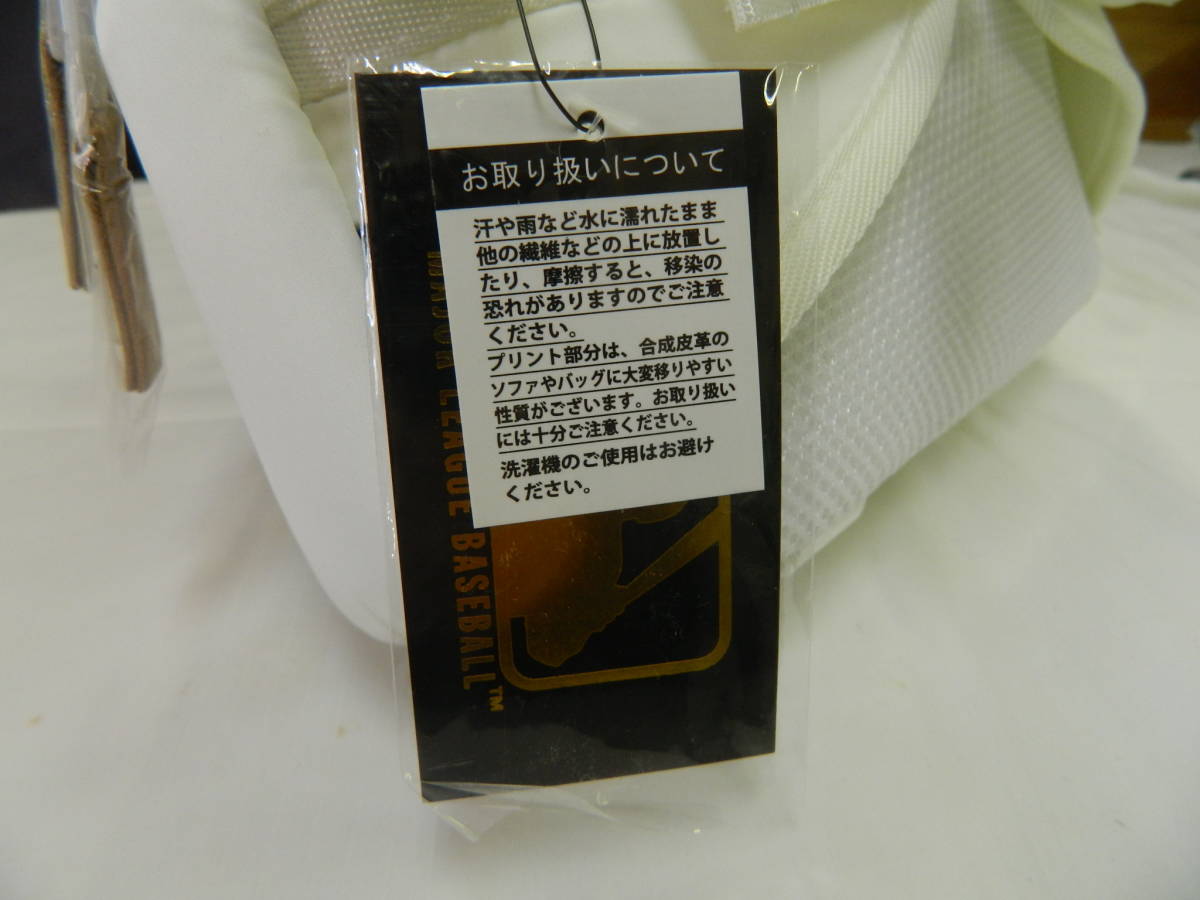 お取り扱いについて
汗や雨など水に濡れたまま
他の繊維などの上に放置し
たり、摩擦すると、移染の
恐れがありますのでご注意
ください。
プリント部分は、合成皮革の
ソファやバッグに大変移りやすい
性質がございます。お取り扱い
には十分ご注意ください。
洗濯機のご使用はお避け
ください。
MAJOR LEAGUE BASEBALL™